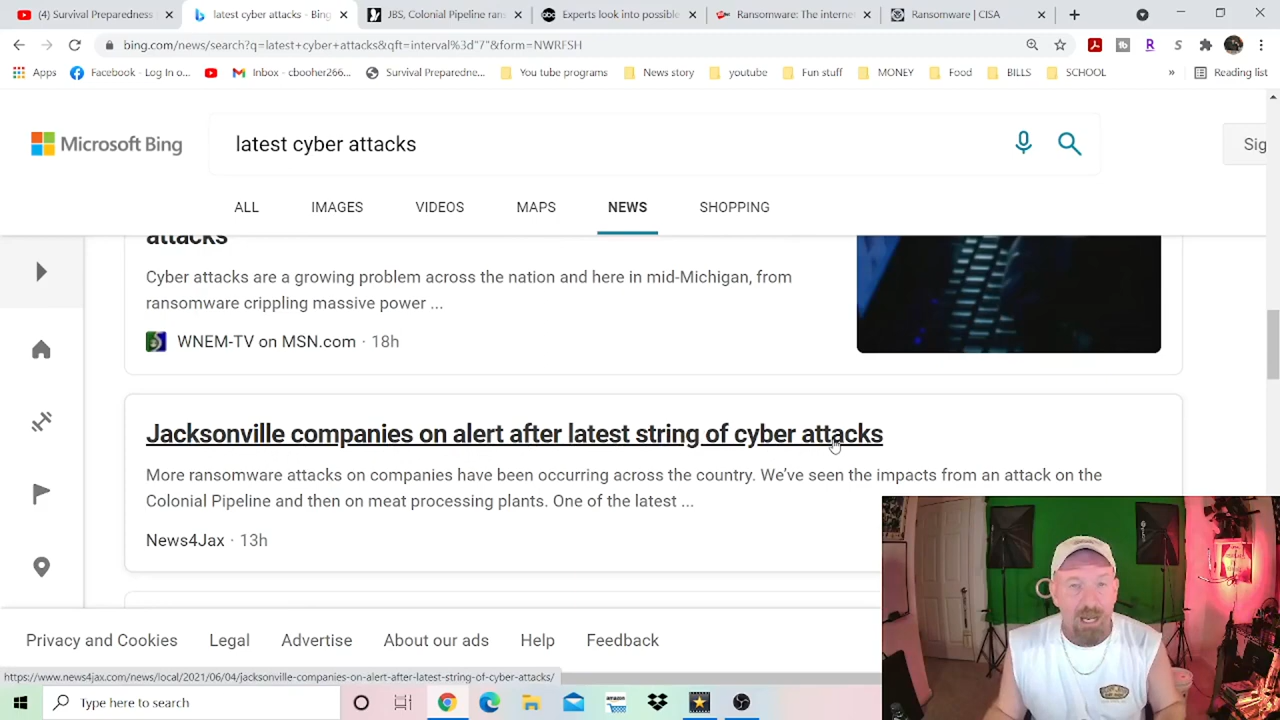 (4) Survival Preparedness
latest cyber attacks - Bing
JBS, Colonial Pipeline ran
Experts look into possible
Ransomware: The interne
Ransomware | CISA
bing.com/news/search?q=latest+cyber+attacks&qft=interval%3d"7"&form=NWRFSH
Apps
Facebook - Log In o...
Inbox - cbooher266...
Survival Preparedne...
You tube programs
News story
youtube
Fun stuff
MONEY
Food
BILLS
SCHOOL
»
Reading list
Microsoft Bing
latest cyber attacks
Sig
ALL
IMAGES
VIDEOS
MAPS
NEWS
SHOPPING
attacks
Cyber attacks are a growing problem across the nation and here in mid-Michigan, from
ransomware crippling massive power ...
WNEM-TV on MSN.com · 18h
Jacksonville companies on alert after latest string of cyber attacks
More ransomware attacks on companies have been occurring across the country. We've seen the impacts from an attack on the
Colonial Pipeline and then on meat processing plants. One of the latest ...
News4Jax · 13h
Privacy and Cookies
Legal
Advertise
About our ads
Help
Feedback
https://www.news4jax.com/news/local/2021/06/04/jacksonville-companies-on-alert-after-latest-string-of-cyber-attacks/
Type here to search